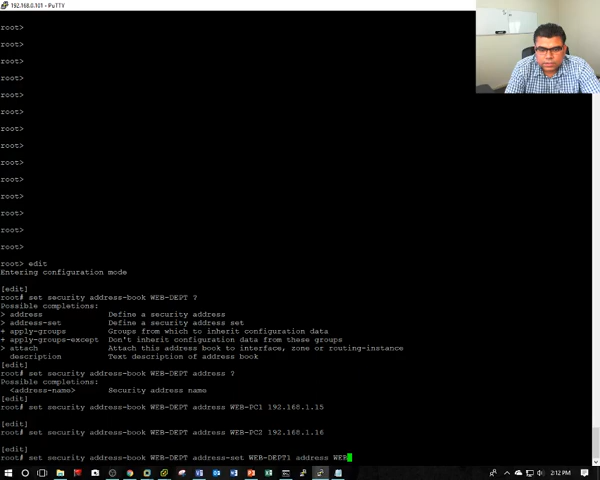 192.168.0.101 - PuTTY
root>
root>
root>
root>
root>
root>
root>
root>
root>
root>
root>
root>
root>
root>
root> edit
Entering configuration mode
[edit]
root# set security address-book WEB-DEPT ?
Possible completions:
> address Define a security address
> address-set Define a security address set
+ apply-groups Groups from which to inherit configuration data
+ apply-groups-except Don't inherit configuration data from these groups
> attach Attach this address book to interface, zone or routing-instance
description Text description of address book
[edit]
root# set security address-book WEB-DEPT address ?
Possible completions:
<address-name> Security address name
[edit]
root# set security address-book WEB-DEPT address WEB-PC1 192.168.1.15
[edit]
root# set security address-book WEB-DEPT address WEB-PC2 192.168.1.16
[edit]
root# set security address-book WEB-DEPT address-set WEB-DEPT1 address WEB
2:12 PM